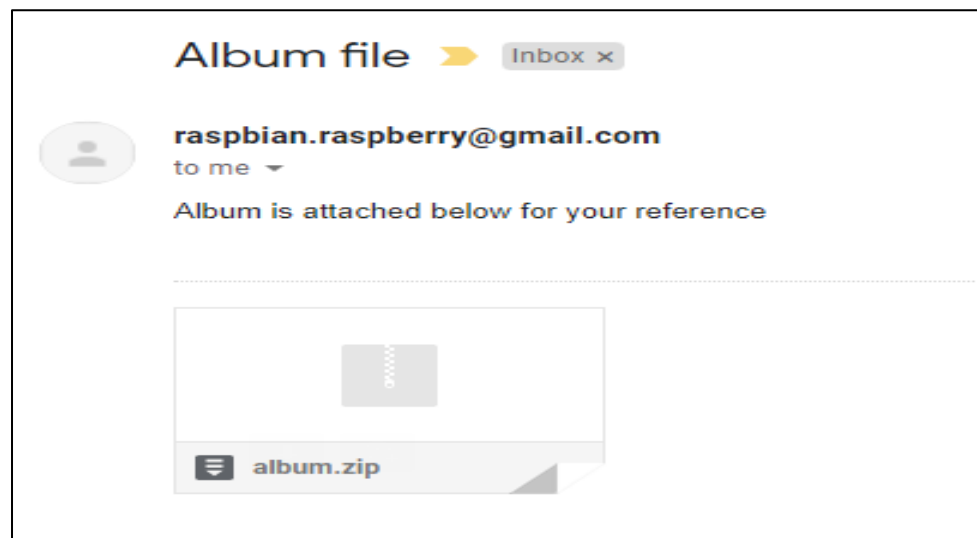 Album file Inbox x
raspbian.raspberry@gmail.com
to me
Album is attached below for your reference
album.zip